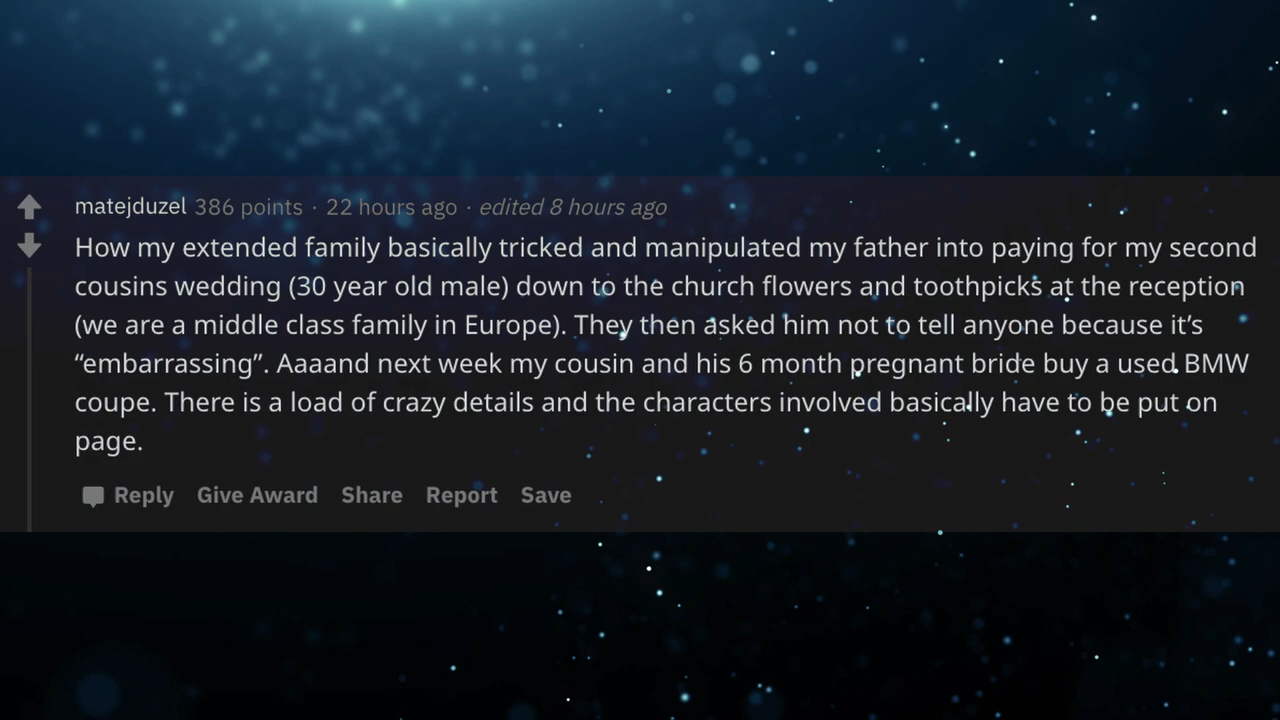 matejduzel 386 points · 22 hours ago · edited 8 hours ago
How my extended family basically tricked and manipulated my father into paying for my second
cousins wedding (30 year old male) down to the church flowers and toothpicks at the reception
(we are a middle class family in Europe). They then asked him not to tell anyone because it’s
“embarrassing”. Aaaand next week my cousin and his 6 month pregnant bride buy a used BMW
coupe. There is a load of crazy details and the characters involved basically have to be put on
page.
Reply Give Award Share Report Save